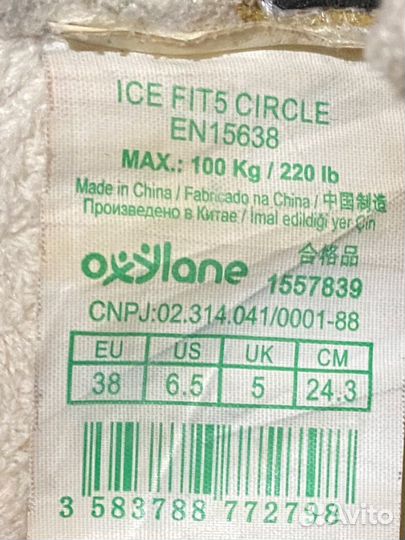 ICE FIT5 CIRCLE
EN15638
MAX.: 100 Kg / 220 lb
Made in China / Fabricado na China / 中国制造
Произведено в Китае / Imal edildiği yer Çin
oxylane 合格品
1557839
CNPJ:02.314.041/0001-88
EU US UK CM
38 6.5 5 24.3
3 583788 772798
Avito